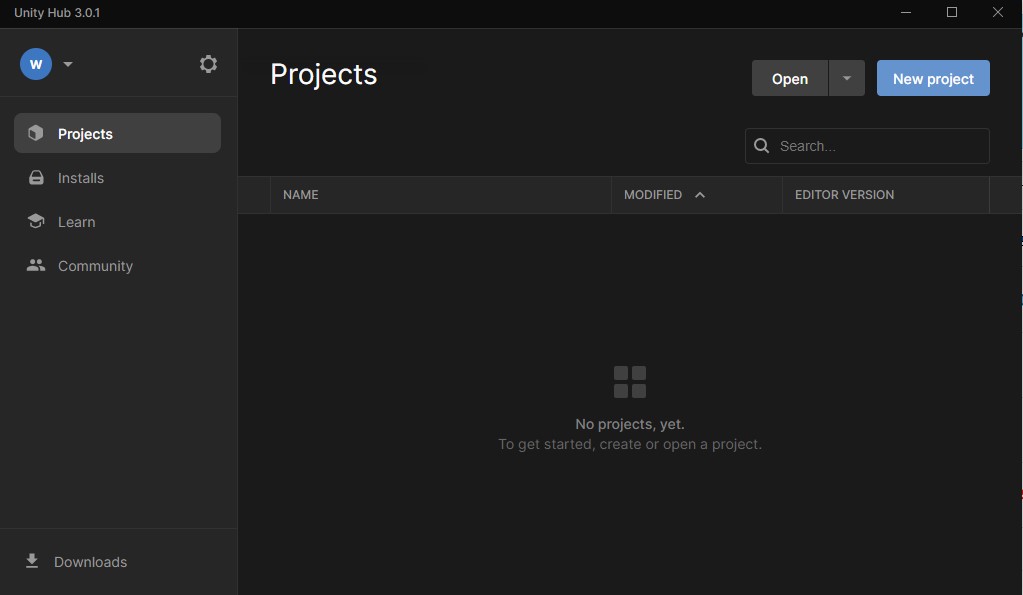 Unity Hub 3.0.1
W
Projects
Installs
Learn
Community
Downloads
Projects
Open
New project
Search...
NAME MODIFIED EDITOR VERSION
No projects, yet.
To get started, create or open a project.